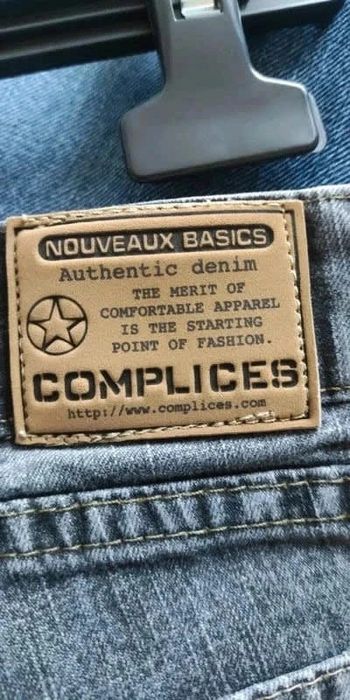 NOUVEAUX BASICS
Authentic denim
THE MERIT OF
COMFORTABLE APPAREL
IS THE STARTING
POINT OF FASHION.
COMPLICES
http://www.complices.com